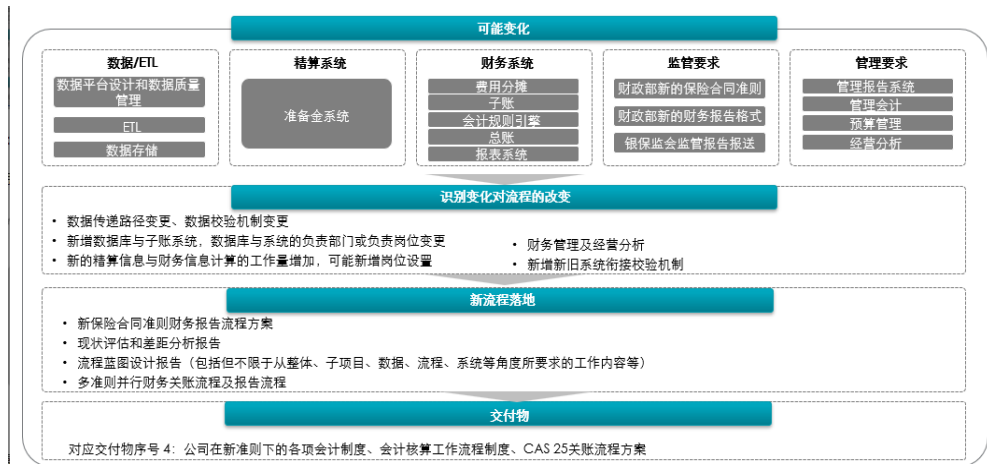 可能变化
数据/ETL
数据平台设计和数据质量
管理
ETL
数据存储
精算系统
准备金系统
财务系统
费用分摊
子账
会计规则引擎
总账
报表系统
监管要求
财政部新的保险合同准则
财政部新的财务报告格式
银保监会监管报告报送
管理要求
管理报告系统
管理会计
预算管理
经营分析
识别变化对流程的改变
• 数据传递路径变更、数据校验机制变更
• 新增数据库与子账系统，数据库与系统的负责部门或负责岗位变更
• 新的精算信息与财务信息计算的工作量增加，可能新增岗位设置
• 财务管理及经营分析
• 新增新旧系统衔接校验机制
新流程落地
• 新保险合同准则财务报告流程方案
• 现状评估和差距分析报告
• 流程蓝图设计报告（包括但不限于从整体、子项目、数据、流程、系统等角度所要求的工作内容等）
• 多准则并行财务关账流程及报告流程
交付物
对应交付物序号 4：公司在新准则下的各项会计制度、会计核算工作流程制度、CAS 25关账流程方案